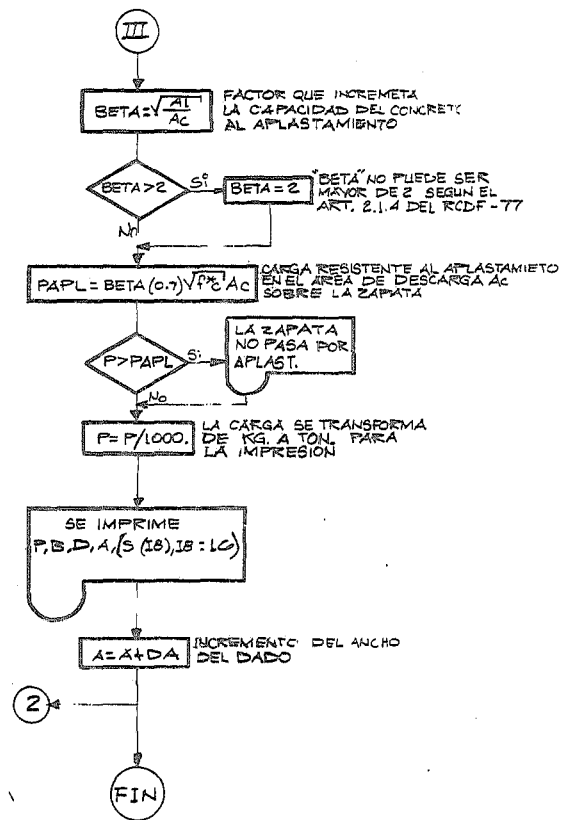 III
BETA=√A1/Ac
FACTOR QUE INCREMETA
LA CAPACIDAD DEL CONCRETO
AL APLASTAMIENTO
BETA>2
Si
BETA=2
"BETA" NO PUEDE SER
MAYOR DE 2 SEGUN EL
ART. 2.1.4 DEL RCDF-77
No
PAPL=BETA(0.7)√f*c' Ac
CARGA RESISTENTE AL APLASTAMIETO
EN EL AREA DE DESCARGA Ac
SOBRE LA ZAPATA
P>PAPL
Si
LA ZAPATA
NO PASA POR
APLAST.
No
P=P/1000.
LA CARGA SE TRANSFORMA
DE KG. A TON. PARA
LA IMPRESION
SE IMPRIME
P,B,D,A,(S(I8),I8=1,6)
A=A+DA
INCREMENTO DEL ANCHO
DEL DADO
2
FIN